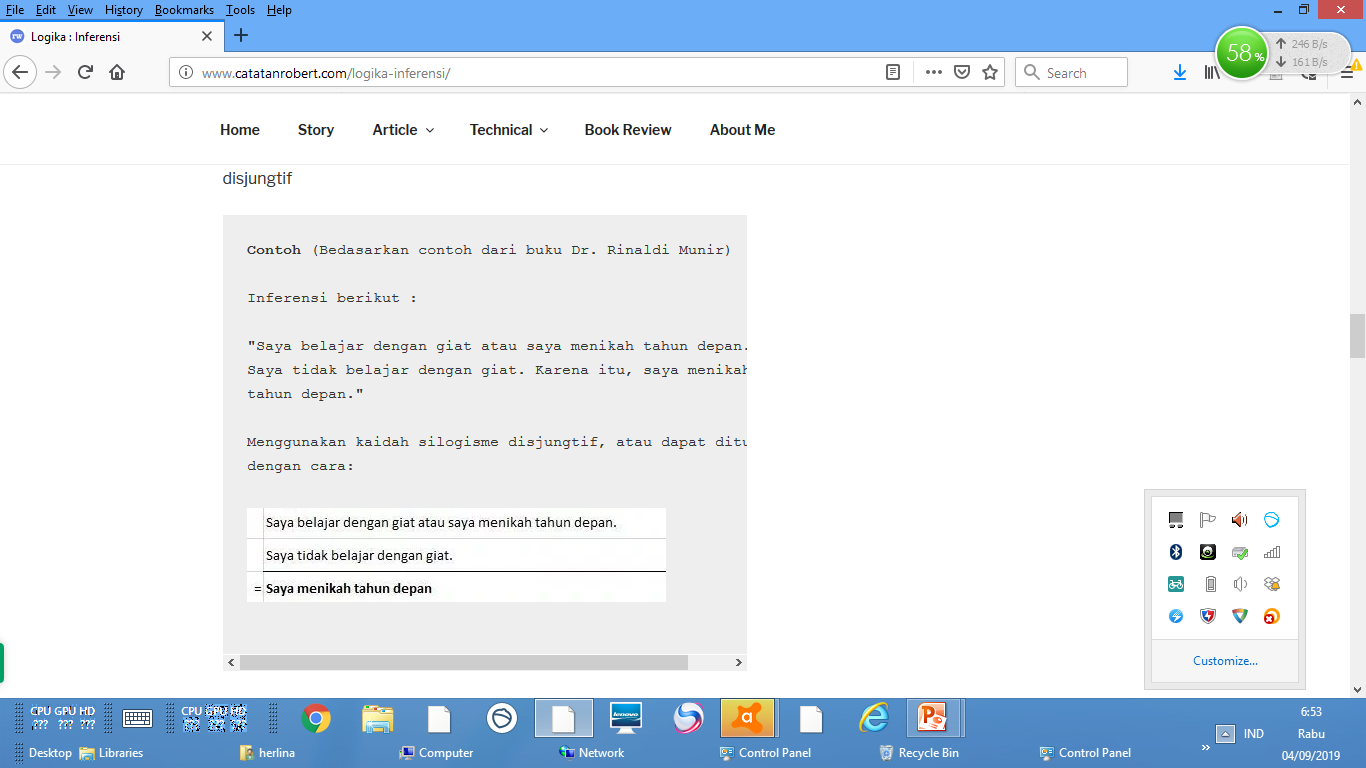 File Edit View History Bookmarks Tools Help
Logika : Inferensi
www.catatanrobert.com/logika-inferensi/
Search
58%
246 B/s
161 B/s
Home Story Article Technical Book Review About Me
disjungtif
Contoh (Bedasarkan contoh dari buku Dr. Rinaldi Munir)
Inferensi berikut :
"Saya belajar dengan giat atau saya menikah tahun depan.
Saya tidak belajar dengan giat. Karena itu, saya menikah
tahun depan."
Menggunakan kaidah silogisme disjungtif, atau dapat ditu
dengan cara:
Saya belajar dengan giat atau saya menikah tahun depan.
Saya tidak belajar dengan giat.
= Saya menikah tahun depan
Customize...
CPU GPU HD
??? ??? ???
CPU GPU HD
lenovo
6:53
IND Rabu
Desktop Libraries herlina Computer Network Control Panel Recycle Bin Control Panel
04/09/2019